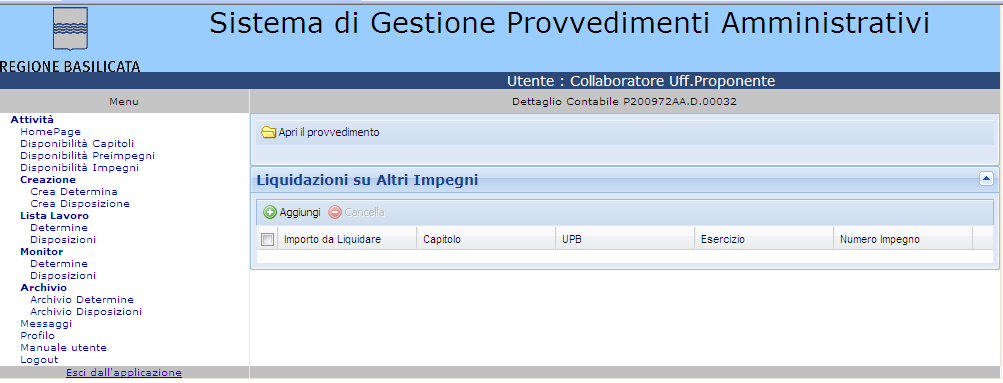 Sistema di Gestione Provvedimenti Amministrativi
REGIONE BASILICATA
Utente : Collaboratore Uff.Proponente
Menu
Dettaglio Contabile P200972AA.D.00032
Attività
HomePage
Disponibilità Capitoli
Disponibilità Preimpegni
Disponibilità Impegni
Creazione
Crea Determina
Crea Disposizione
Lista Lavoro
Determine
Disposizioni
Monitor
Determine
Disposizioni
Archivio
Archivio Determine
Archivio Disposizioni
Messaggi
Profilo
Manuale utente
Logout
Esci dall'applicazione
Apri il provvedimento
Liquidazioni su Altri Impegni
Aggiungi Cancella
Importo da Liquidare Capitolo UPB Esercizio Numero Impegno